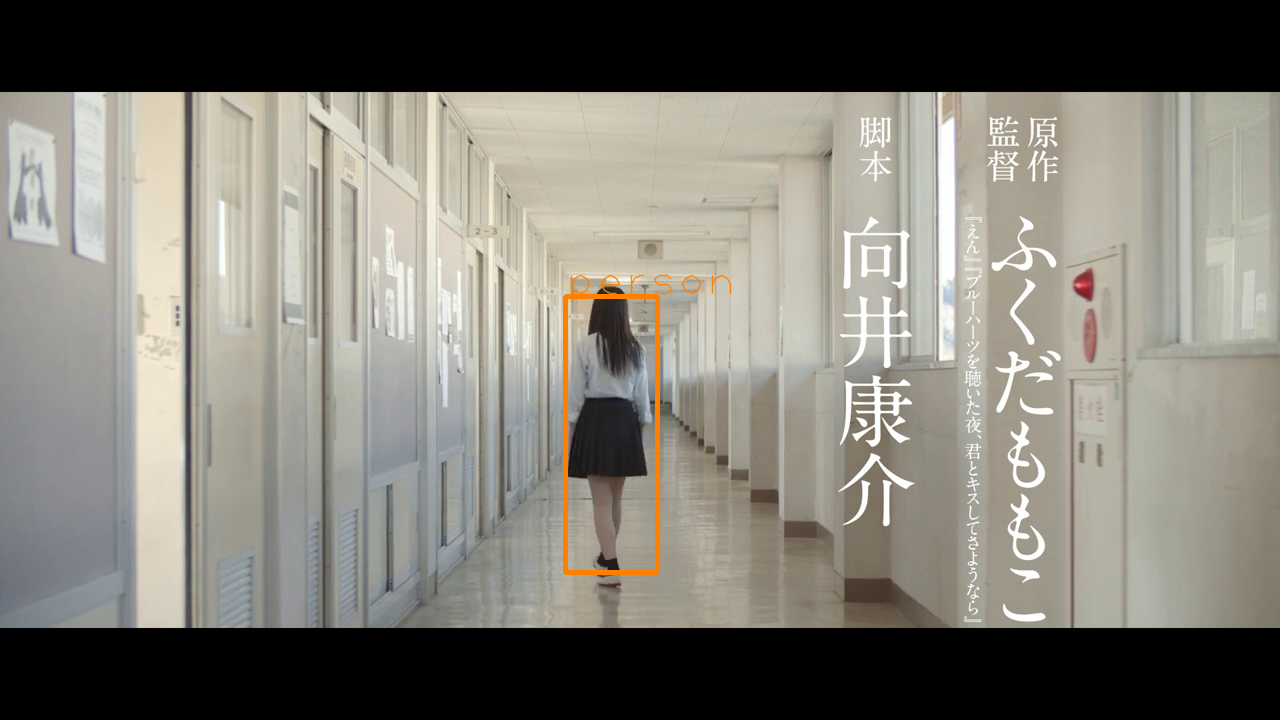 原作
監督
ふくだももこ
『えん』『ブルーハーツを聴いた夜、君とキスしてさようなら』
脚本
向井康介
2-3
person